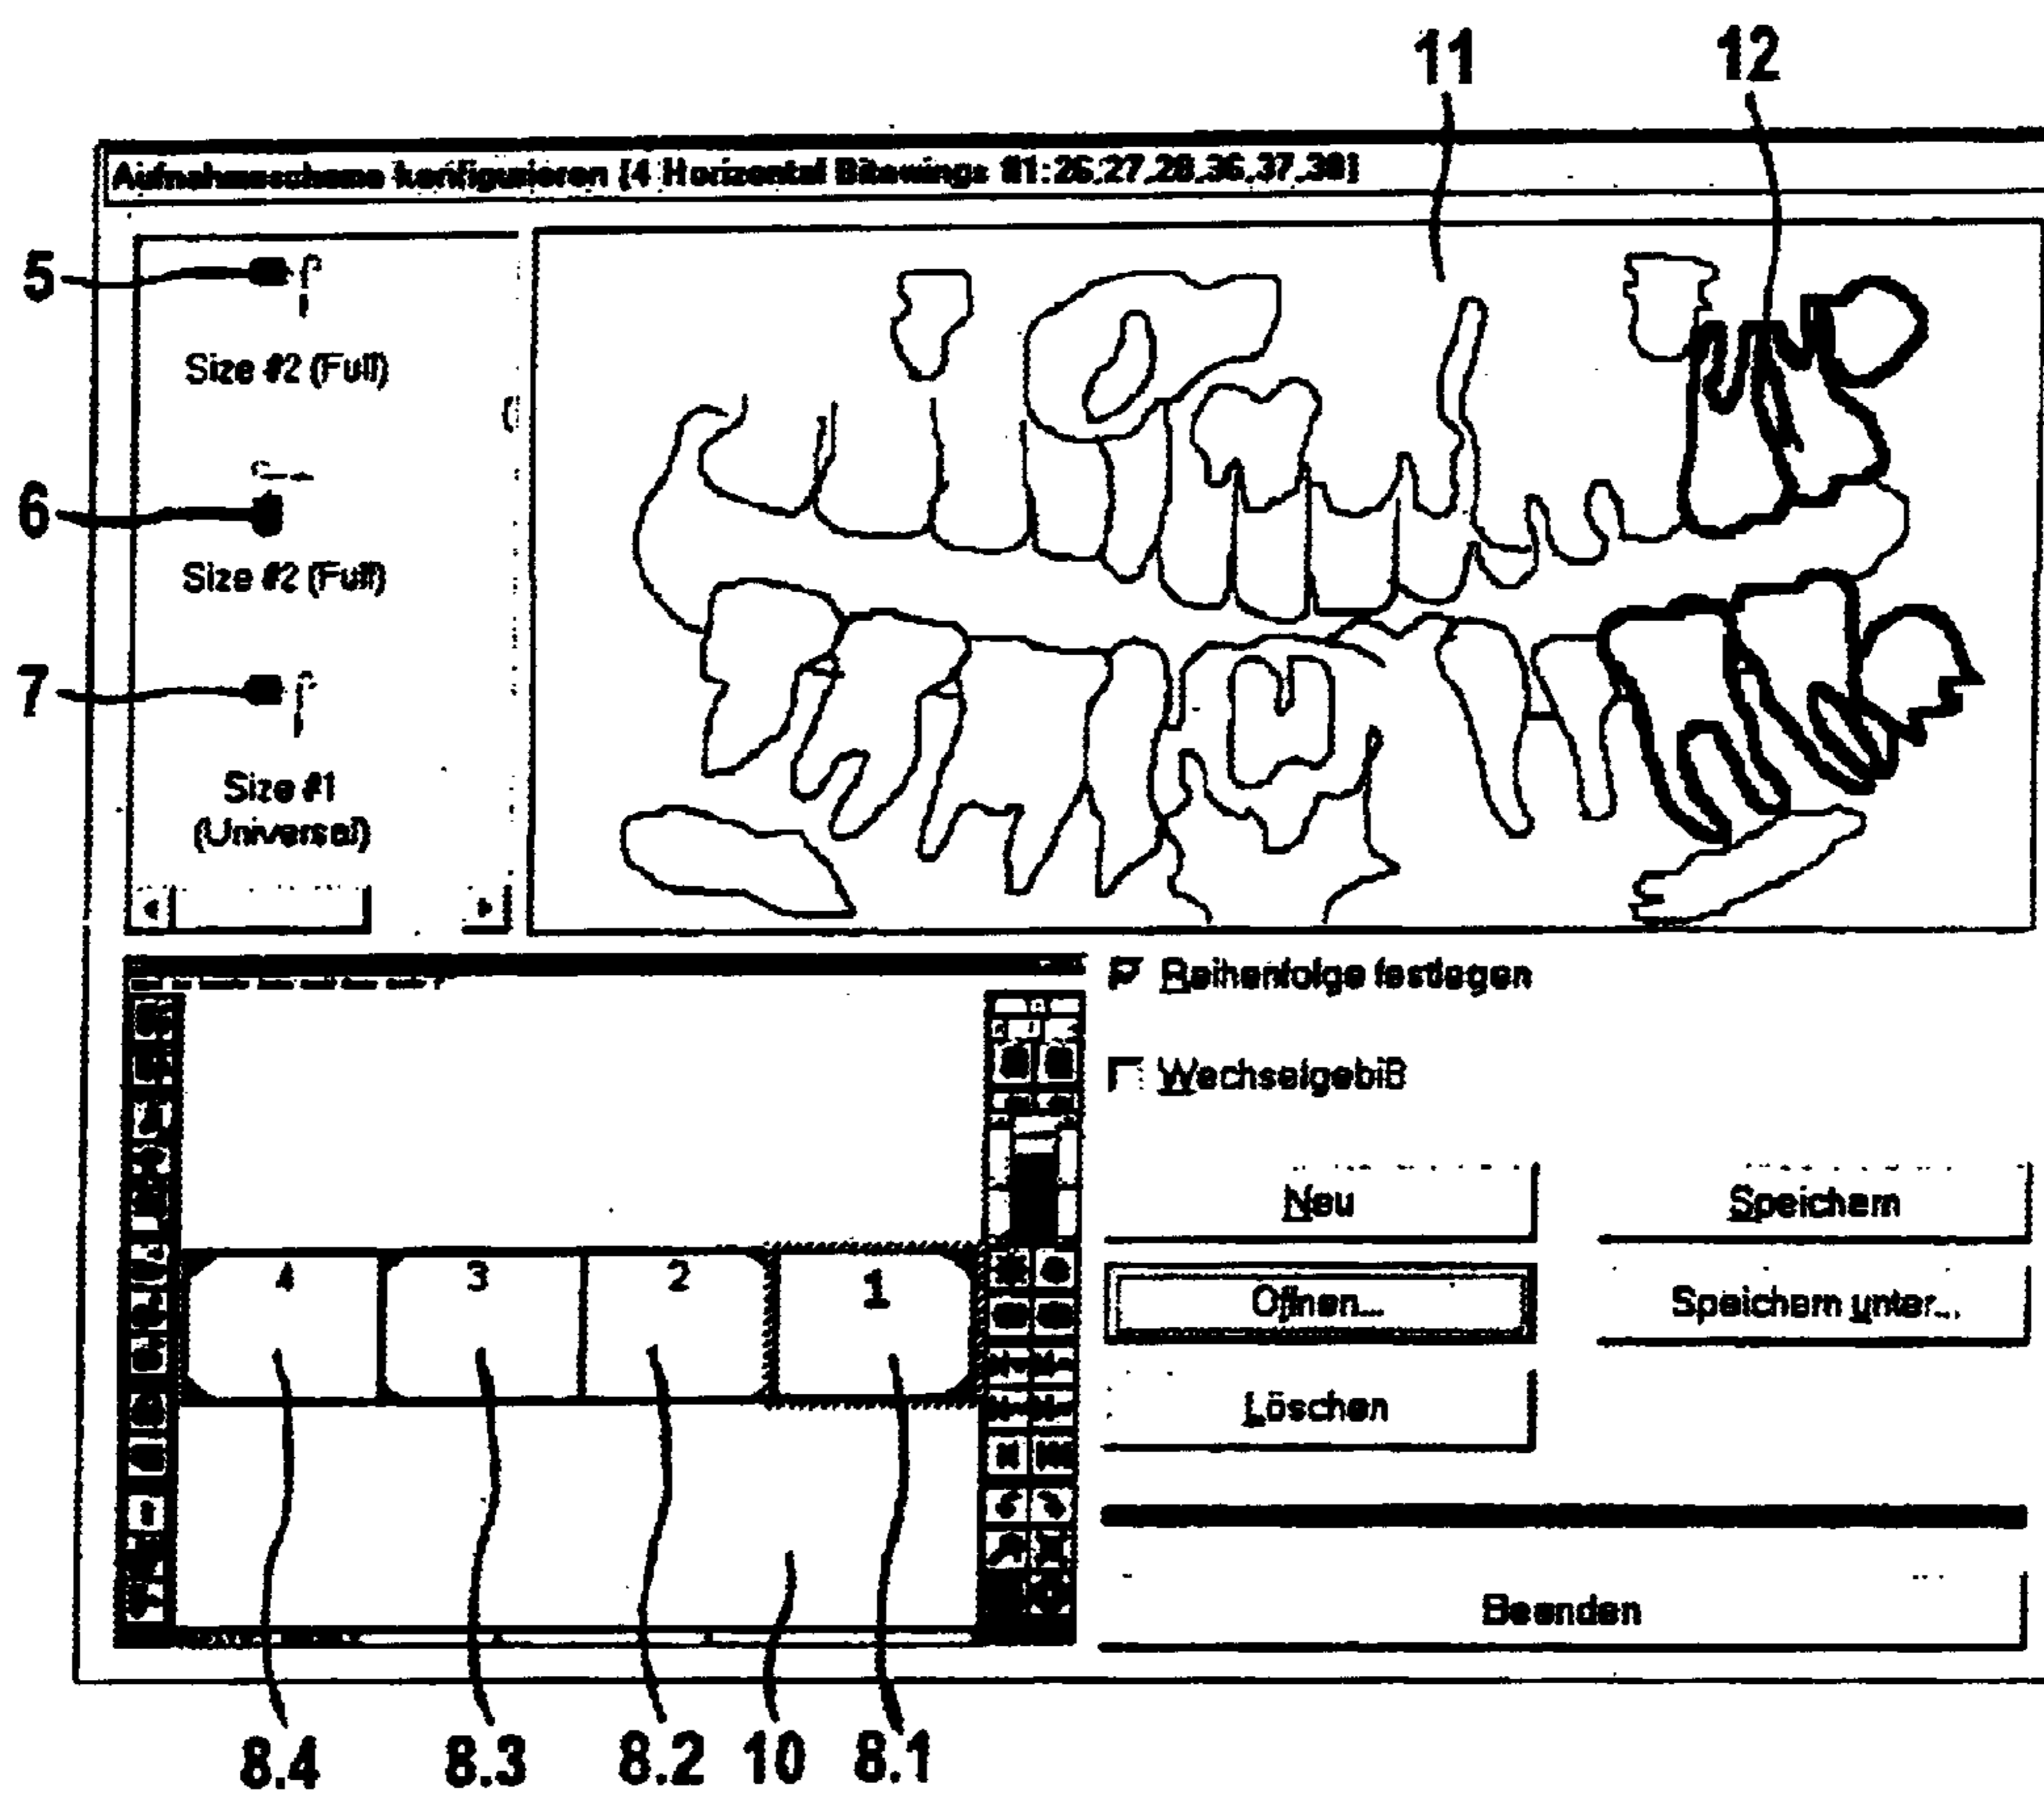 11 12
Aufnahmeschema konfigurieren [4 Horizontal Bitewings #1:26,27,28,36,37,38]
5
Size #2 (Full)
6
Size #2 (Full)
7
Size #1
(Universal)
Reihenfolge festlegen
Wechselgebiß
Neu
Speichern
4 3 2 1
Öffnen...
Speichern unter...
Löschen
Beenden
8.4 8.3 8.2 10 8.1